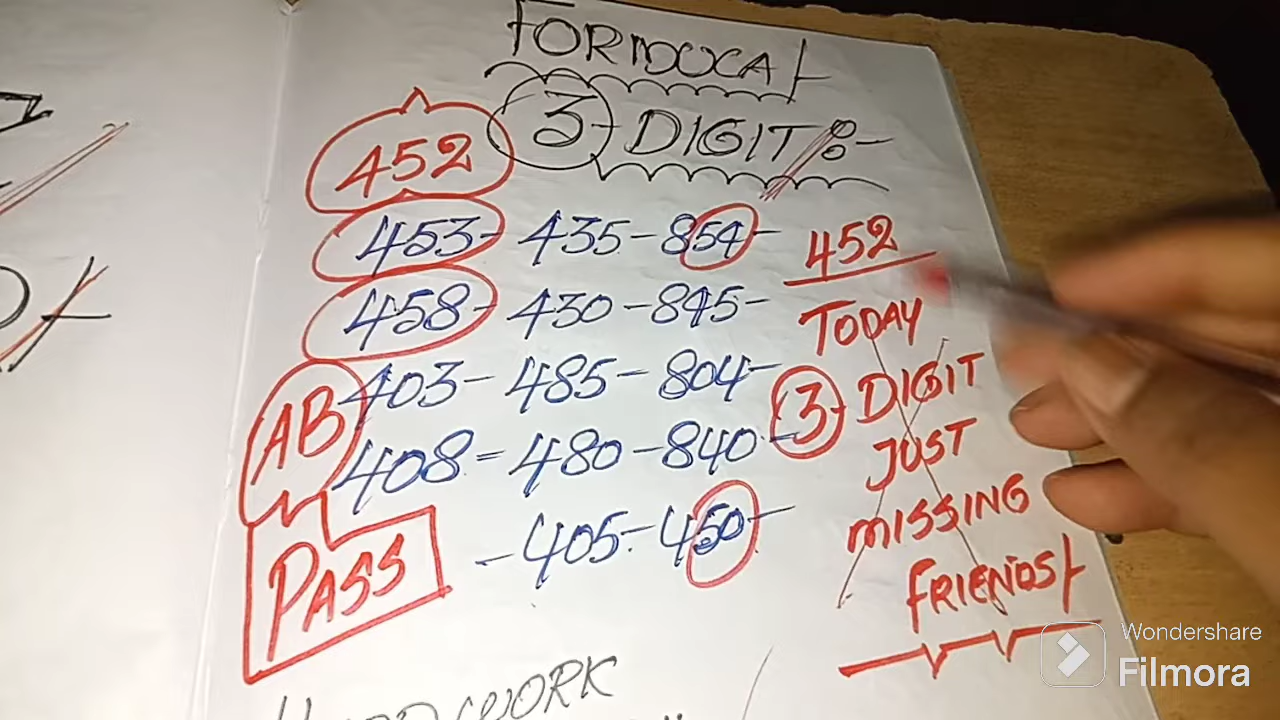 3-DIGIT:-
452
453- 435- 854-
458- 430- 845-
403- 485- 804-
408- 480- 840-
- 405- 450-
AB
PASS
452
TODAY
3- DIGIT
JUST
MISSING
FRIENDS
WORK
Wondershare
Filmora